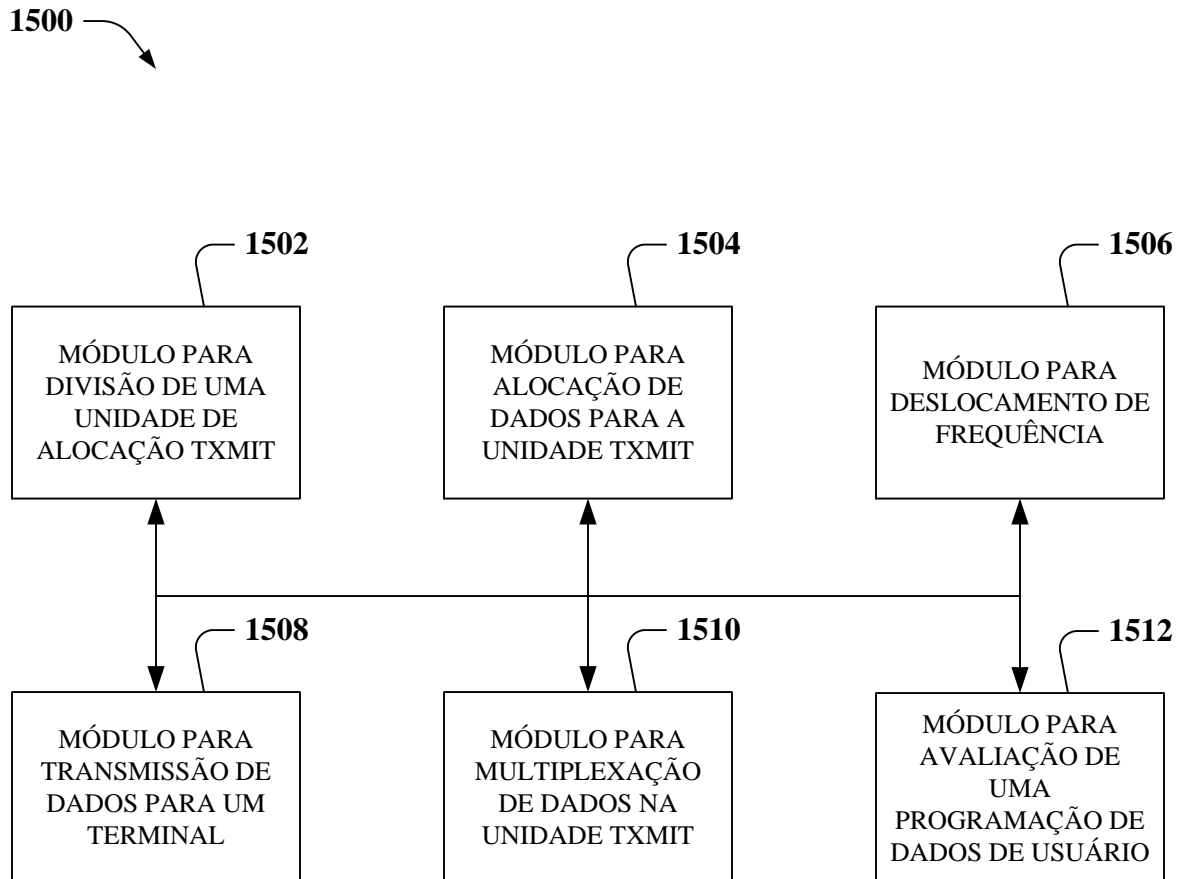 1500
1502
1504
1506
MÓDULO PARA
DIVISÃO DE UMA
UNIDADE DE
ALOCAÇÃO TXMIT
MÓDULO PARA
ALOCAÇÃO DE
DADOS PARA A
UNIDADE TXMIT
MÓDULO PARA
DESLOCAMENTO DE
FREQUÊNCIA
1508
1510
1512
MÓDULO PARA
TRANSMISSÃO DE
DADOS PARA UM
TERMINAL
MÓDULO PARA
MULTIPLEXAÇÃO
DE DADOS NA
UNIDADE TXMIT
MÓDULO PARA
AVALIAÇÃO DE
UMA
PROGRAMAÇÃO DE
DADOS DE USUÁRIO